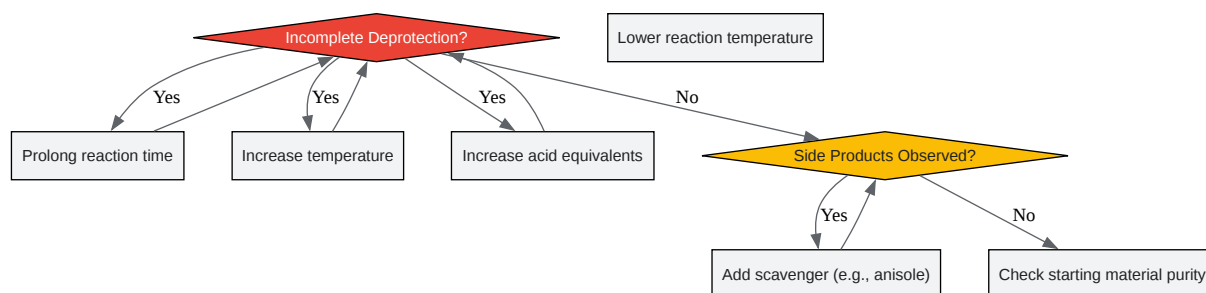 Incomplete Deprotection?
Lower reaction temperature
Yes
Yes
Yes
No
Prolong reaction time
Increase temperature
Increase acid equivalents
Side Products Observed?
Yes
No
Add scavenger (e.g., anisole)
Check starting material purity